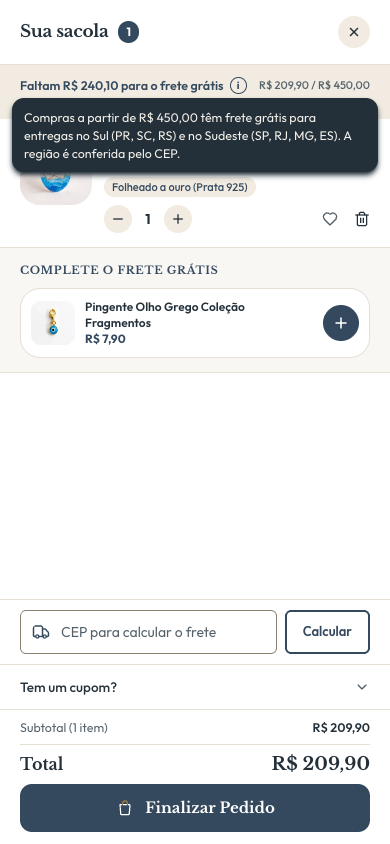 Sua sacola 1
Faltam R$ 240,10 para o frete grátis i R$ 209,90 / R$ 450,00
Compras a partir de R$ 450,00 têm frete grátis para
entregas no Sul (PR, SC, RS) e no Sudeste (SP, RJ, MG, ES). A
região é conferida pelo CEP.
Folheado a ouro (Prata 925)
1
COMPLETE O FRETE GRÁTIS
Pingente Olho Grego Coleção
Fragmentos
R$ 7,90
CEP para calcular o frete Calcular
Tem um cupom?
Subtotal (1 item) R$ 209,90
Total R$ 209,90
Finalizar Pedido